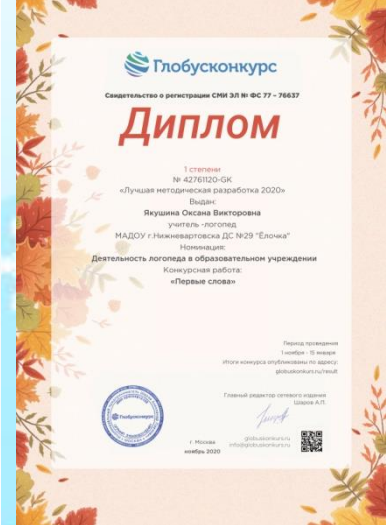 Глобусконкурс
Свидетельство о регистрации СМИ ЭЛ № ФС 77 - 76637
Диплом
1 степени
№ 42761120-GK
«Лучшая методическая разработка 2020»
Выдан:
Якушина Оксана Викторовна
учитель -логопед
МАДОУ г.Нижневартовска ДС №29 "Ёлочка"
Номинация:
Деятельность логопеда в образовательном учреждении
Конкурсная работа:
«Первые слова»
Период проведения
1 ноября - 15 января
Итоги конкурса опубликованы по адресу:
globuskonkurs.ru/result
Главный редактор сетевого издания
Шаров А.П.
Глобусконкурс
г. Москва
ноябрь 2020
globuskonkurs.ru
info@globuskonkurs.ru